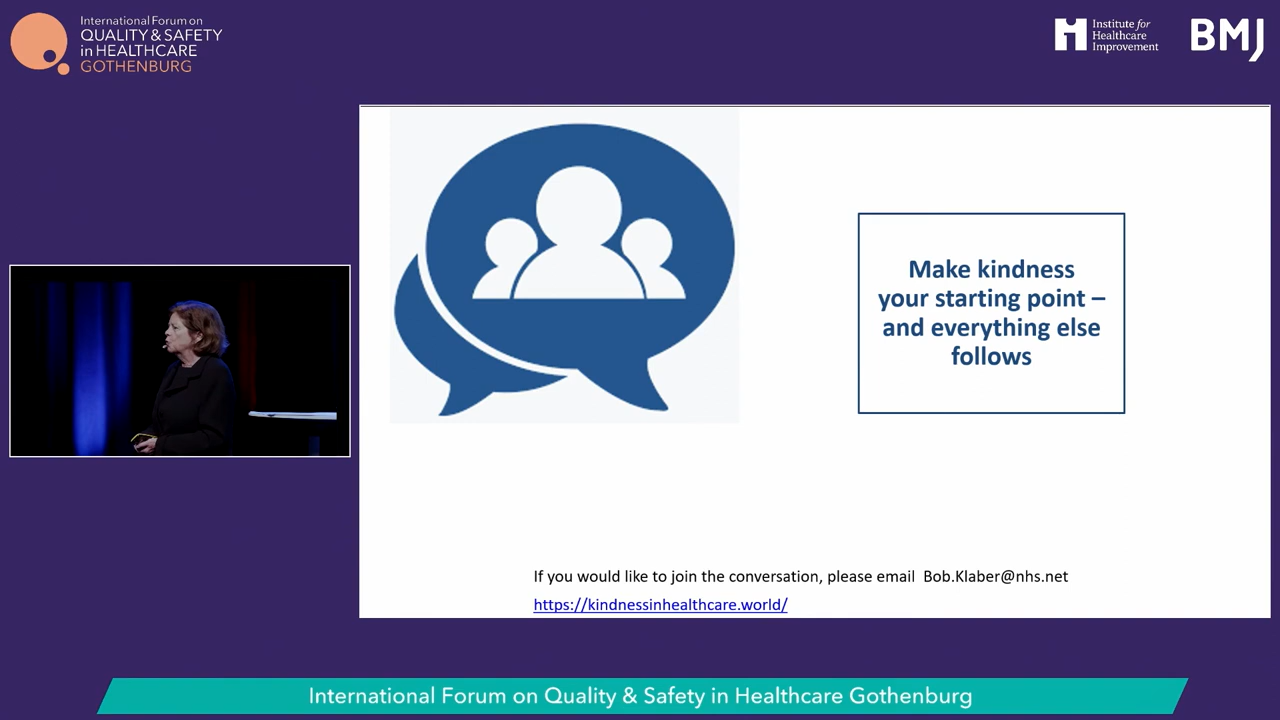 International Forum on
QUALITY & SAFETY
in HEALTHCARE
GOTHENBURG
Institute for
Healthcare
Improvement
BMJ
Make kindness
your starting point –
and everything else
follows
If you would like to join the conversation, please email Bob.Klaber@nhs.net
https://kindnessinhealthcare.world/
International Forum on Quality & Safety in Healthcare Gothenburg